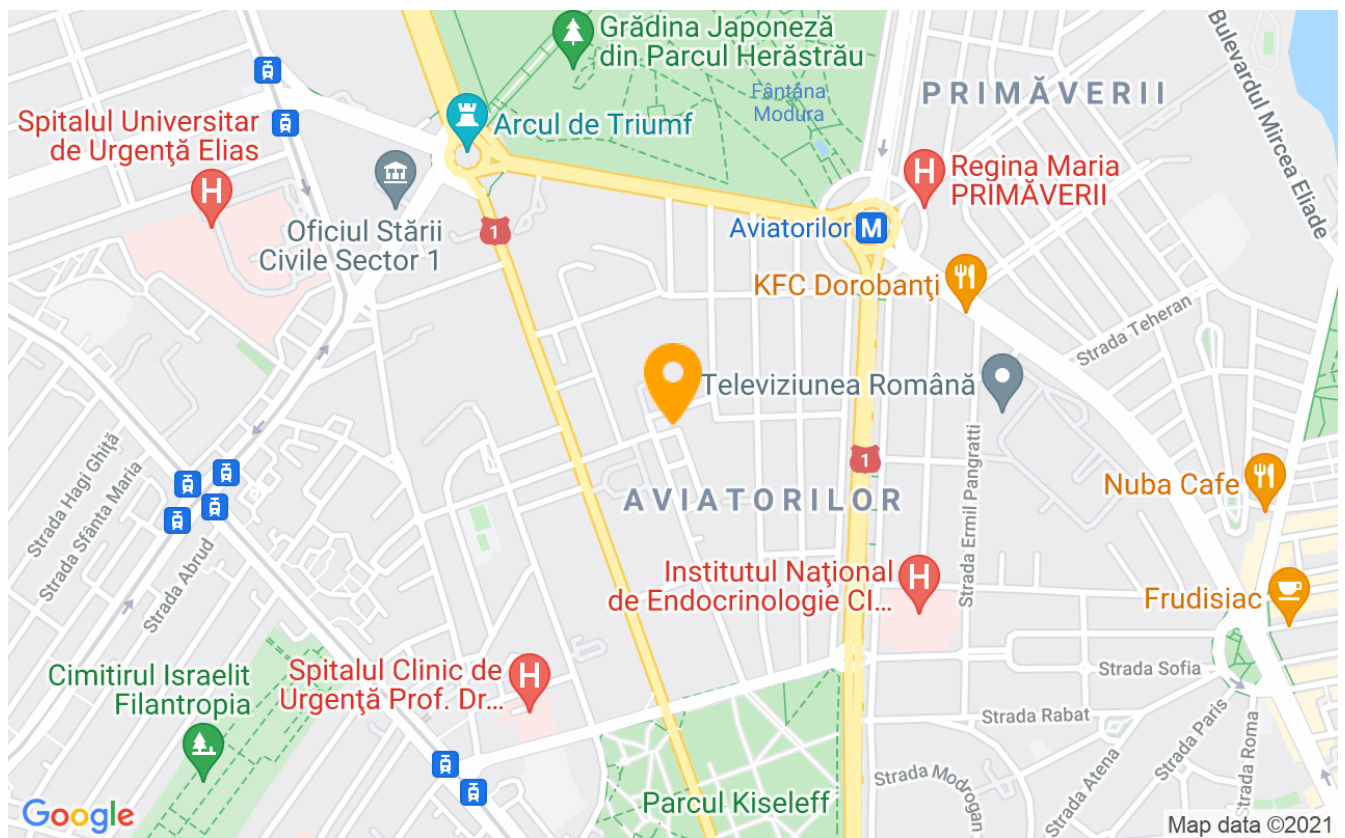 Grădina Japoneză
din Parcul Herăstrău
Fântâna
Modura
PRIMĂVERII
Bulevardul Mircea Eliade
Spitalul Universitar
de Urgență Elias
Arcul de Triumf
Oficiul Stării
Civile Sector 1
1
Regina Maria
PRIMĂVERII
Aviatorilor M
KFC Dorobanți
Strada Teheran
Televiziunea Română
Strada Hagi Ghiță
Strada Sfânta Maria
Strada Abrud
1
AVIATORILOR
Strada Ermil Pangratti
Nuba Cafe
Institutul Național
de Endocrinologie CI...
Frudisiac
Cimitirul Israelit
Filantropia
Spitalul Clinic de
Urgență Prof. Dr...
Strada Sofia
Strada Rabat
Strada Paris
Strada Roma
Strada Atena
Strada Modrogan
Parcul Kiseleff
Google
Map data ©2021